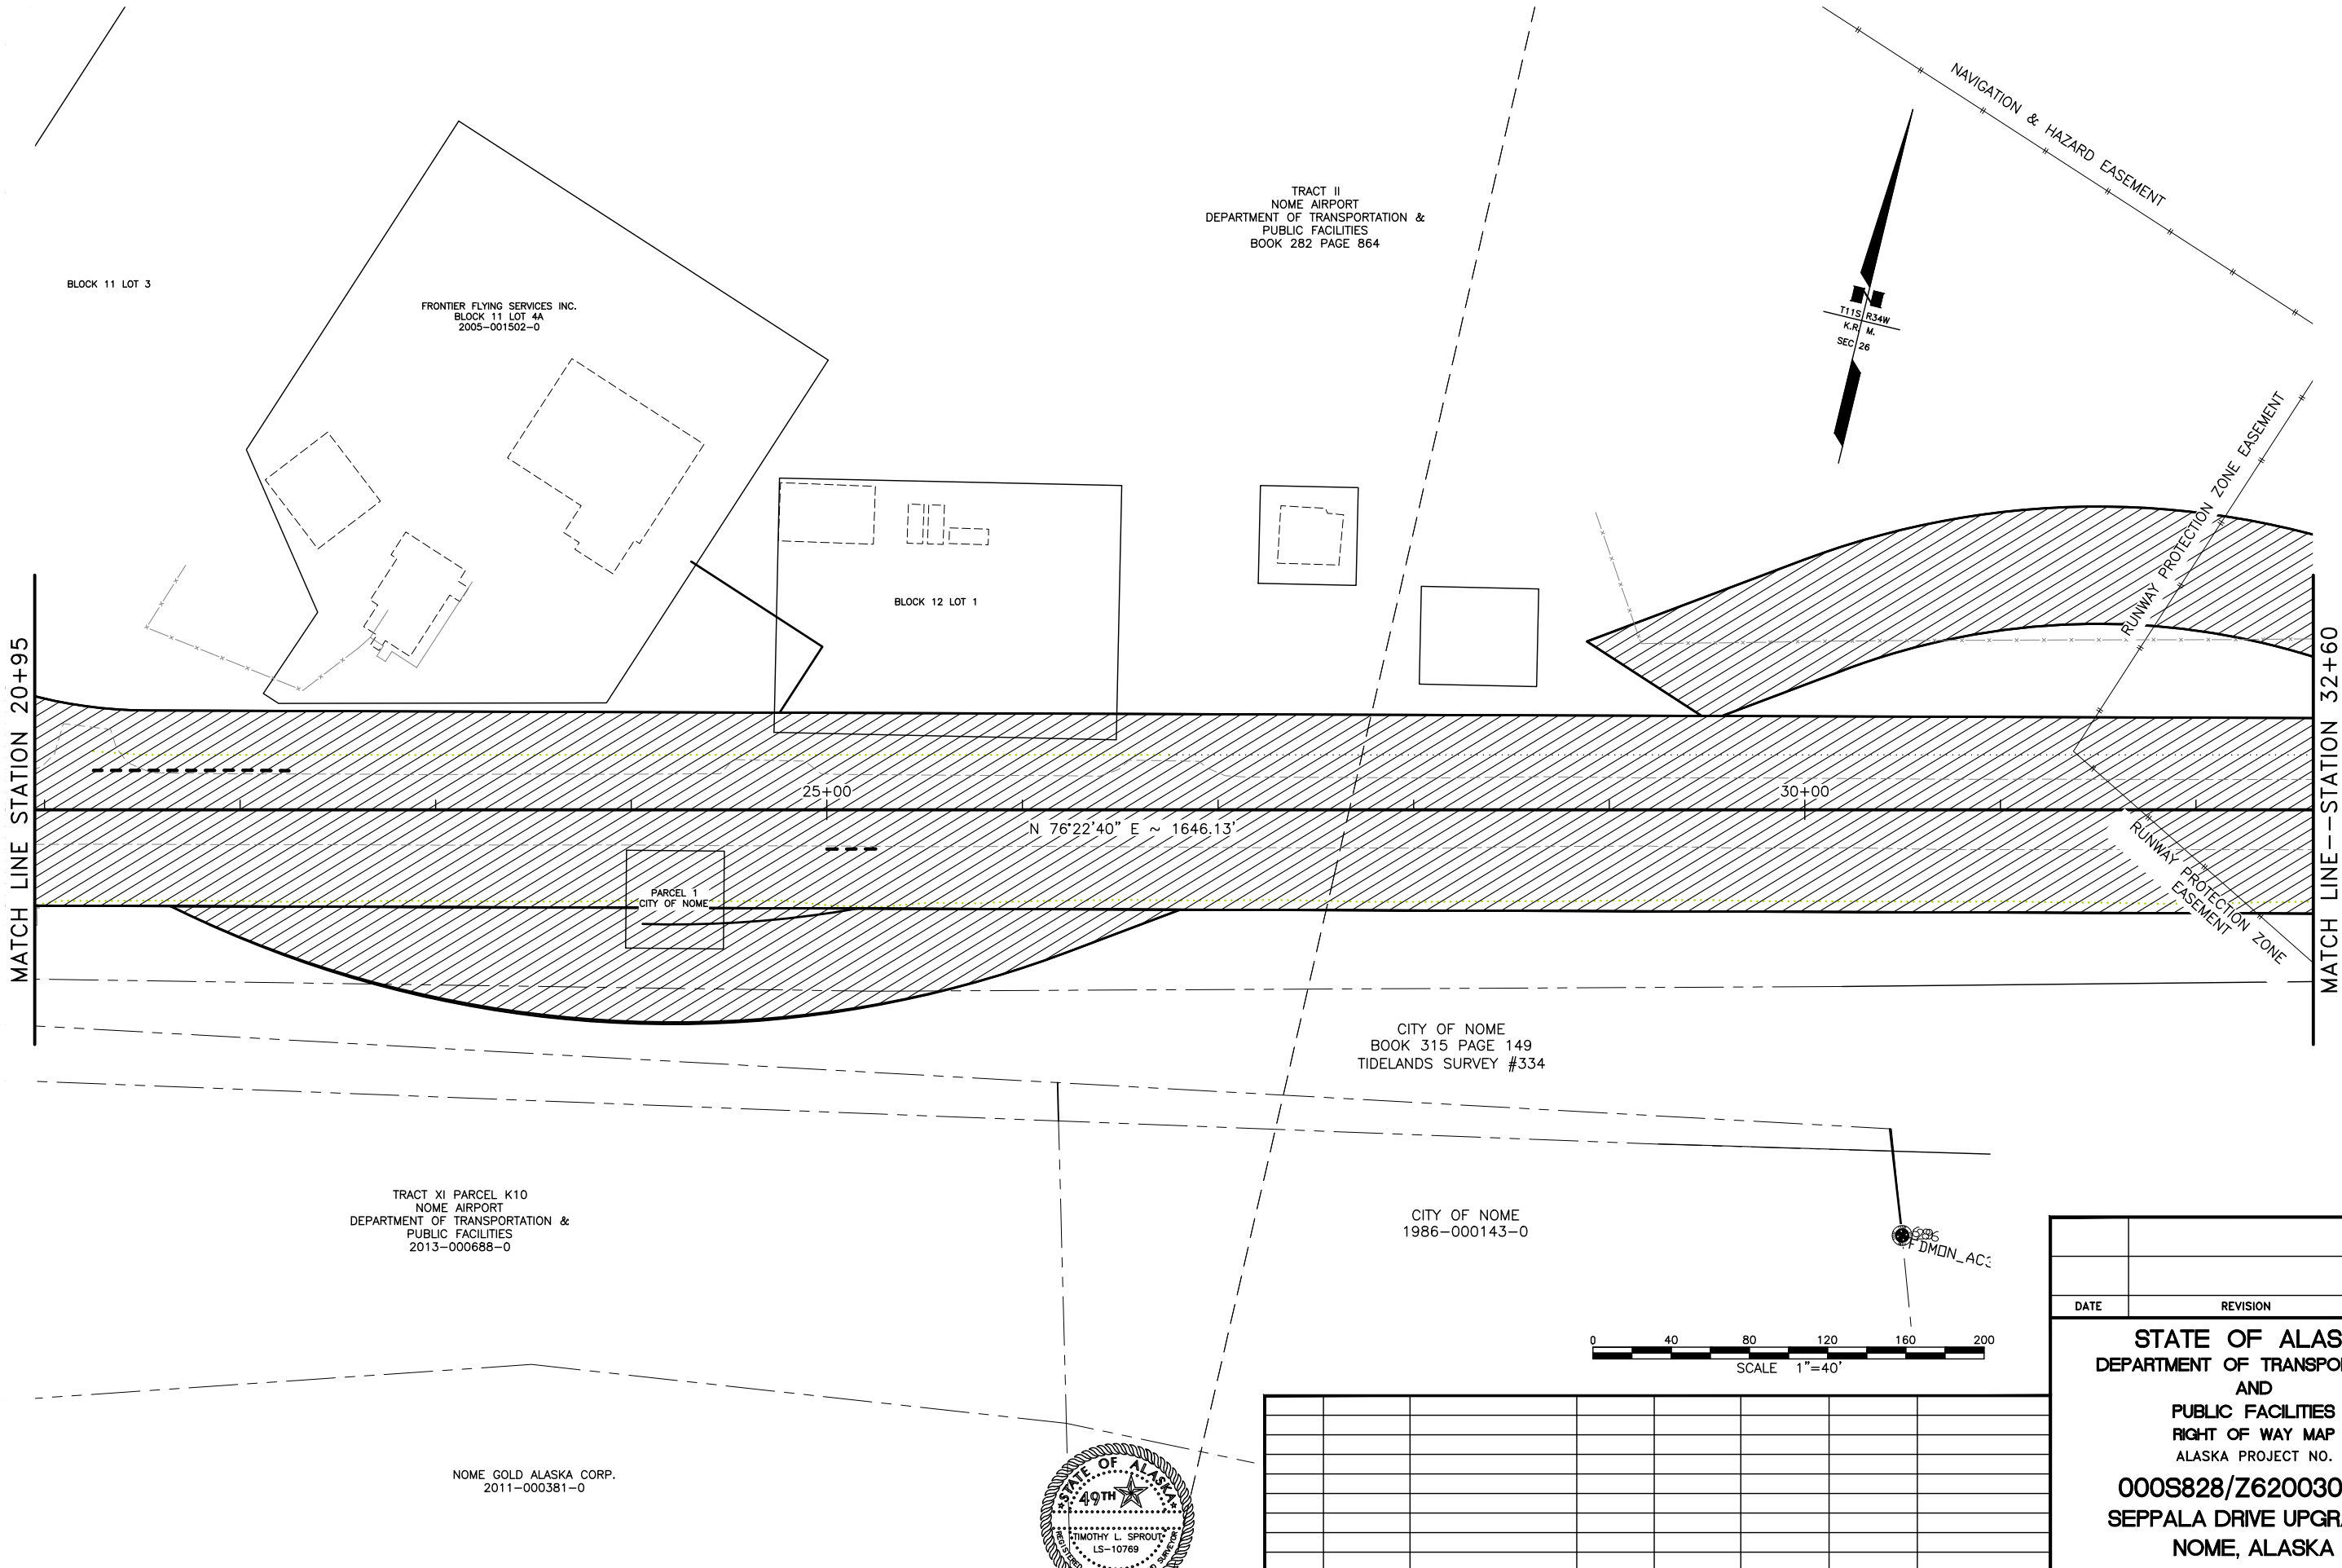 NAVIGATION & HAZARD EASEMENT
TRACT II
NOME AIRPORT
DEPARTMENT OF TRANSPORTATION &
PUBLIC FACILITIES
BOOK 282 PAGE 864
BLOCK 11 LOT 3
FRONTIER FLYING SERVICES INC.
BLOCK 11 LOT 4A
2005-001502-0
N
T11S R34W
K.R. M.
SEC 26
RUNWAY PROTECTION ZONE EASEMENT
BLOCK 12 LOT 1
MATCH LINE STATION 20+95
MATCH LINE--STATION 32+60
25+00
30+00
N 76°22'40" E ~ 1646.13'
RUNWAY PROTECTION ZONE
EASEMENT
PARCEL 1
CITY OF NOME
CITY OF NOME
BOOK 315 PAGE 149
TIDELANDS SURVEY #334
TRACT XI PARCEL K10
NOME AIRPORT
DEPARTMENT OF TRANSPORTATION &
PUBLIC FACILITIES
2013-000688-0
CITY OF NOME
1986-000143-0
DMON_AC
0 40 80 120 160 200
SCALE 1"=40'
DATE REVISION
STATE OF ALAS
DEPARTMENT OF TRANSPO
AND
PUBLIC FACILITIES
RIGHT OF WAY MAP
ALASKA PROJECT NO.
000S828/Z620030
SEPPALA DRIVE UPGR
NOME, ALASKA
NOME GOLD ALASKA CORP.
2011-000381-0
STATE OF ALASKA
49TH
TIMOTHY L. SPROUT
LS-10769
SURVEYOR